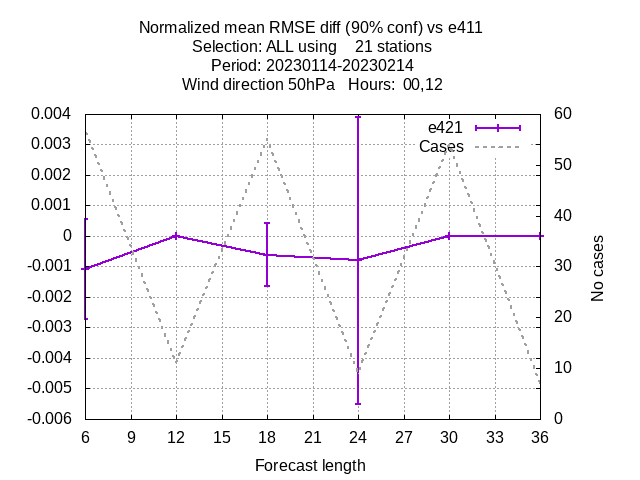 Normalized mean RMSE diff (90% conf) vs e411
Selection: ALL using    21 stations
Period: 20230114-20230214
Wind direction 50hPa   Hours:  00,12
0.004
0.003
0.002
0.001
0
-0.001
-0.002
-0.003
-0.004
-0.005
-0.006
e421
Cases
60
50
40
30
20
10
0
No cases
6 9 12 15 18 21 24 27 30 33 36
Forecast length